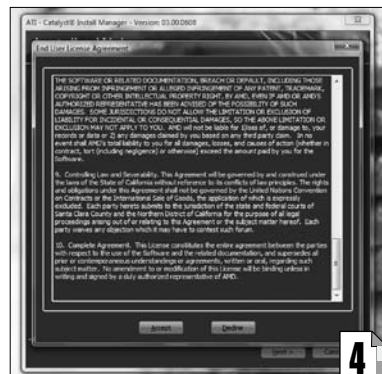 ATI - Catalyst® Install Manager - Version: 03.00.0608
End User License Agreement
THE SOFTWARE OR RELATED DOCUMENTATION, BREACH OR DEFAULT, INCLUDING THOSE
ARISING FROM INFRINGEMENT OR ALLEGED INFRINGEMENT OF ANY PATENT, TRADEMARK,
COPYRIGHT OR OTHER INTELLECTUAL PROPERTY RIGHT, BY AMD, EVEN IF AMD OR AMD'S
AUTHORIZED REPRESENTATIVE HAS BEEN ADVISED OF THE POSSIBILITY OF SUCH
DAMAGES. SOME JURISDICTIONS DO NOT ALLOW THE LIMITATION OR EXCLUSION OF
LIABILITY FOR INCIDENTAL OR CONSEQUENTIAL DAMAGES, SO THE ABOVE LIMITATION OR
EXCLUSION MAY NOT APPLY TO YOU. AMD will not be liable for 1)loss of, or damage to, your
records or data or 2) any damages claimed by you based on any third party claim. In no
event shall AMD's total liability to you for all damages, losses, and causes of action (whether in
contract, tort (including negligence) or otherwise) exceed the amount paid by you for the
Software.
9. Controlling Law and Severability. This Agreement will be governed by and construed under
the laws of the State of California without reference to its conflicts of law principles. The rights
and obligations under this Agreement shall not be governed by the United Nations Convention
on Contracts or the International Sale of Goods, the application of which is expressly
excluded. Each party hereto submits to the jurisdiction of the state and federal courts of
Santa Clara County and the Northern District of California for the purpose of all legal
proceedings arising out of or relating to this Agreement or the subject matter hereof. Each
party waives any objection which it may have to contest such forum.
10. Complete Agreement. This License constitutes the entire agreement between the parties
with respect to the use of the Software and the related documentation, and supersedes all
prior or contemporaneous understandings or agreements, written or oral, regarding such
subject matter. No amendment to or modification of this License will be binding unless in
writing and signed by a duly authorized representative of AMD.
Accept Decline
Next >
4